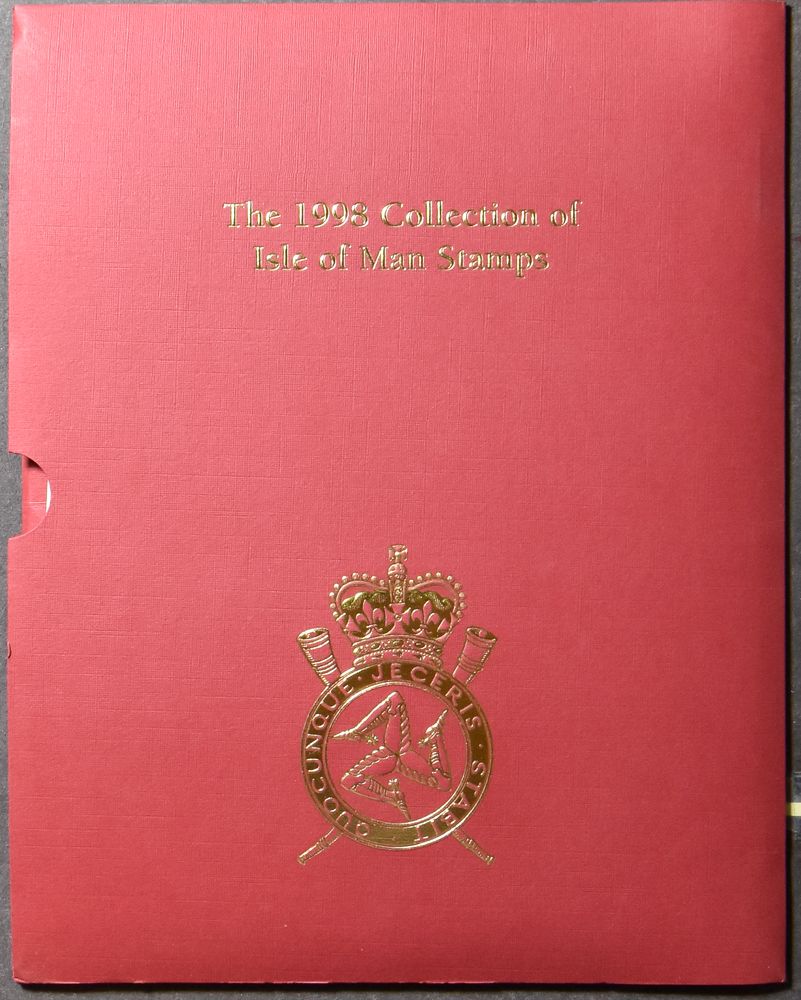 The 1998 Collection of
Isle of Man Stamps
QUOCUNQUE · JECERIS · STABIT